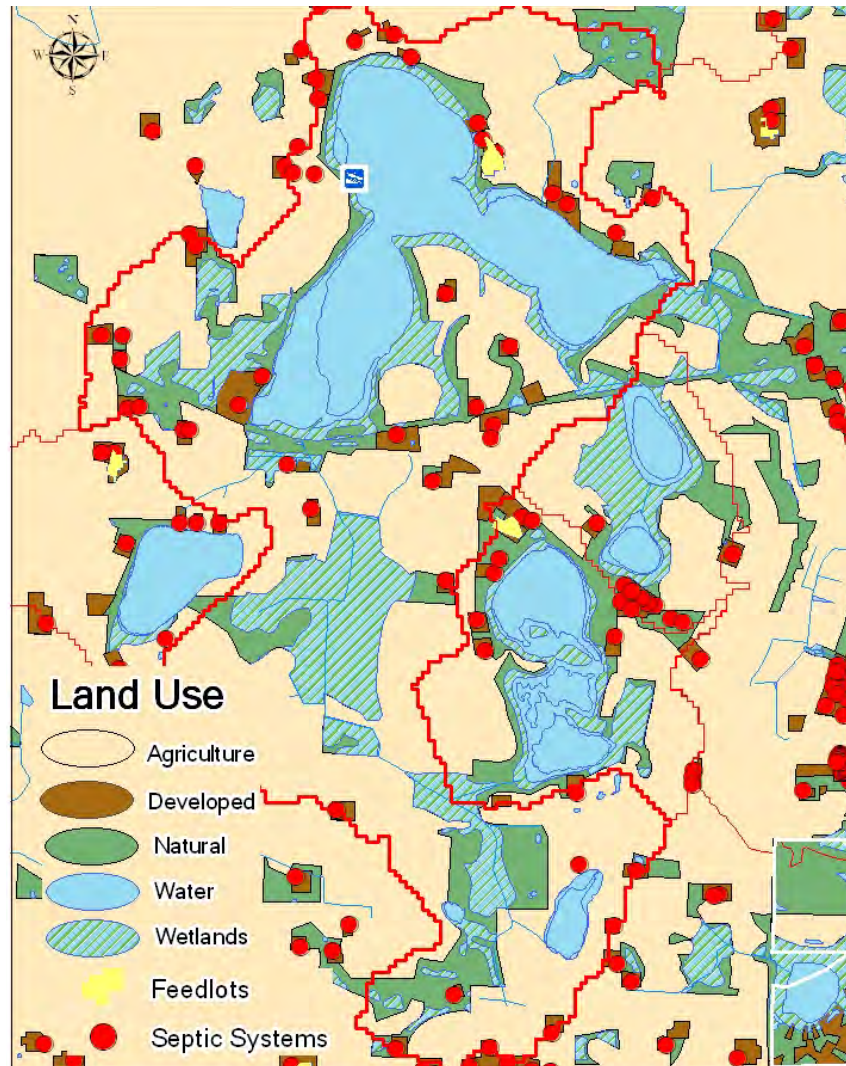 N
W E
S
Land Use
Agriculture
Developed
Natural
Water
Wetlands
Feedlots
Septic Systems